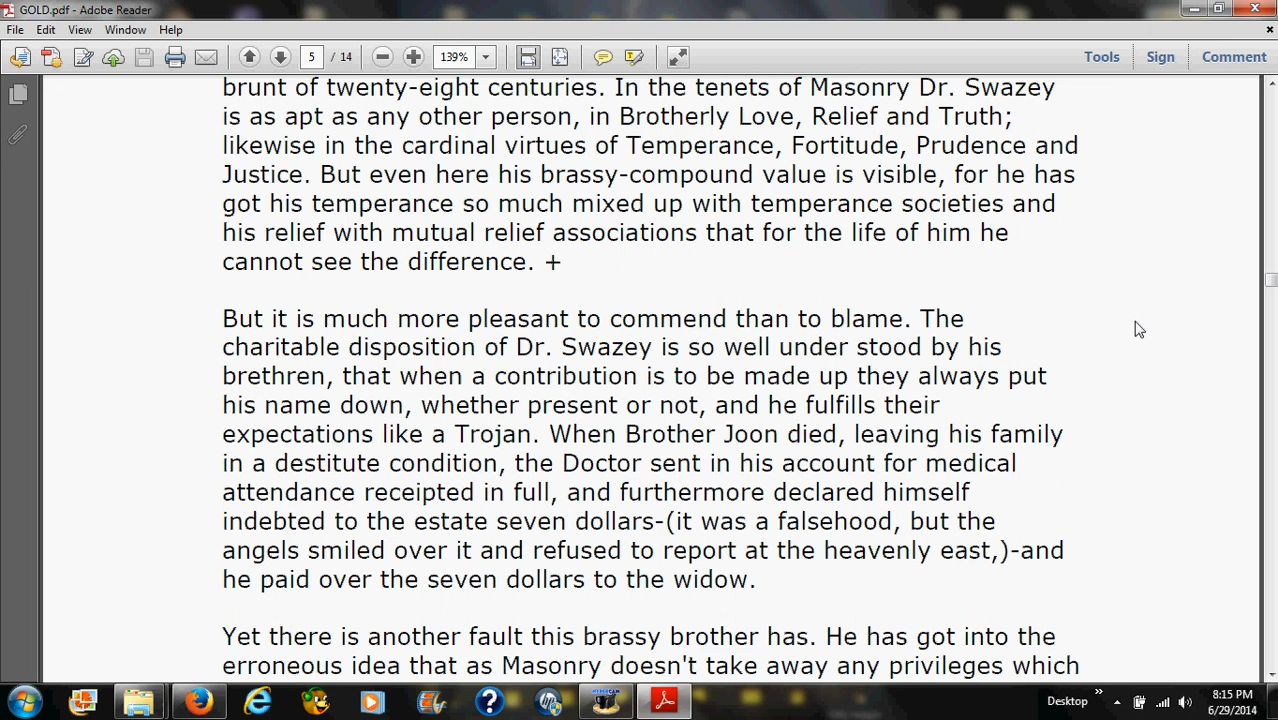 GOLD.pdf - Adobe Reader
File Edit View Window Help
5 / 14 139% Tools Sign Comment
brunt of twenty-eight centuries. In the tenets of Masonry Dr. Swazey
is as apt as any other person, in Brotherly Love, Relief and Truth;
likewise in the cardinal virtues of Temperance, Fortitude, Prudence and
Justice. But even here his brassy-compound value is visible, for he has
got his temperance so much mixed up with temperance societies and
his relief with mutual relief associations that for the life of him he
cannot see the difference. +
But it is much more pleasant to commend than to blame. The
charitable disposition of Dr. Swazey is so well under stood by his
brethren, that when a contribution is to be made up they always put
his name down, whether present or not, and he fulfills their
expectations like a Trojan. When Brother Joon died, leaving his family
in a destitute condition, the Doctor sent in his account for medical
attendance receipted in full, and furthermore declared himself
indebted to the estate seven dollars-(it was a falsehood, but the
angels smiled over it and refused to report at the heavenly east,)-and
he paid over the seven dollars to the widow.
Yet there is another fault this brassy brother has. He has got into the
erroneous idea that as Masonry doesn't take away any privileges which
Desktop 8:15 PM
6/29/2014